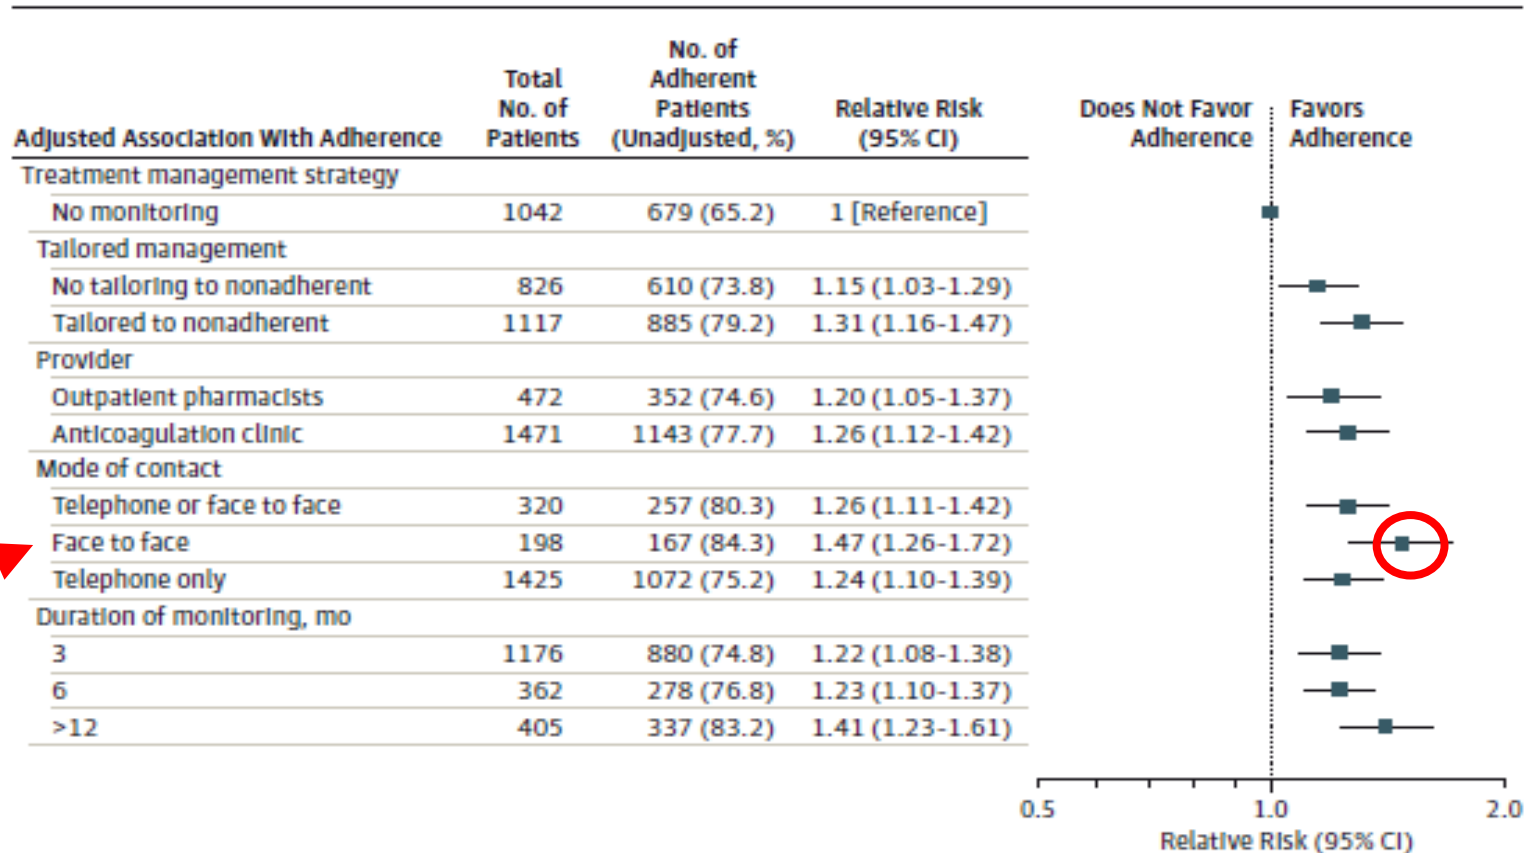 Adjusted Association With Adherence Total No. of Patients No. of Adherent Patients (Unadjusted, %) Relative Risk (95% CI) Does Not Favor Adherence Favors Adherence
Treatment management strategy
No monitoring 1042 679 (65.2) 1 [Reference]
Tailored management
No tailoring to nonadherent 826 610 (73.8) 1.15 (1.03-1.29)
Tailored to nonadherent 1117 885 (79.2) 1.31 (1.16-1.47)
Provider
Outpatient pharmacists 472 352 (74.6) 1.20 (1.05-1.37)
Anticoagulation clinic 1471 1143 (77.7) 1.26 (1.12-1.42)
Mode of contact
Telephone or face to face 320 257 (80.3) 1.26 (1.11-1.42)
Face to face 198 167 (84.3) 1.47 (1.26-1.72)
Telephone only 1425 1072 (75.2) 1.24 (1.10-1.39)
Duration of monitoring, mo
3 1176 880 (74.8) 1.22 (1.08-1.38)
6 362 278 (76.8) 1.23 (1.10-1.37)
>12 405 337 (83.2) 1.41 (1.23-1.61)
0.5 1.0 2.0
Relative Risk (95% CI)